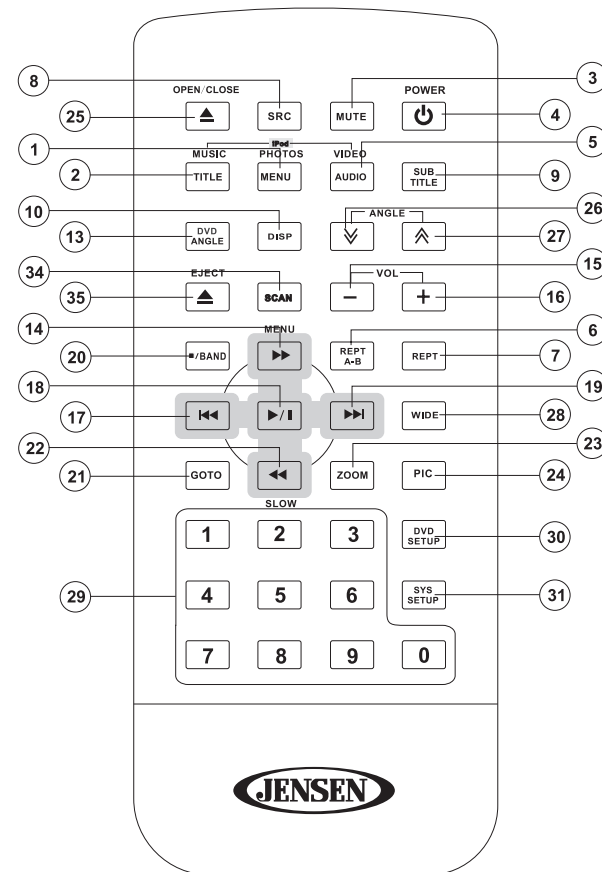 8
3
OPEN/CLOSE
POWER
SRC
MUTE
25
4
1
iPod
5
MUSIC
PHOTOS
VIDEO
2
TITLE
MENU
AUDIO
SUB
TITLE
9
10
ANGLE
26
13
DVD
ANGLE
DISP
27
34
VOL
15
EJECT
35
SCAN
–
+
16
14
MENU
6
20
■/BAND
▶▶
REPT
A-B
REPT
7
18
19
17
I◀◀
▶/II
▶▶I
WIDE
28
22
23
21
GOTO
◀◀
ZOOM
PIC
24
SLOW
1
2
3
DVD
SETUP
30
29
4
5
6
SYS
SETUP
31
7
8
9
0
JENSEN